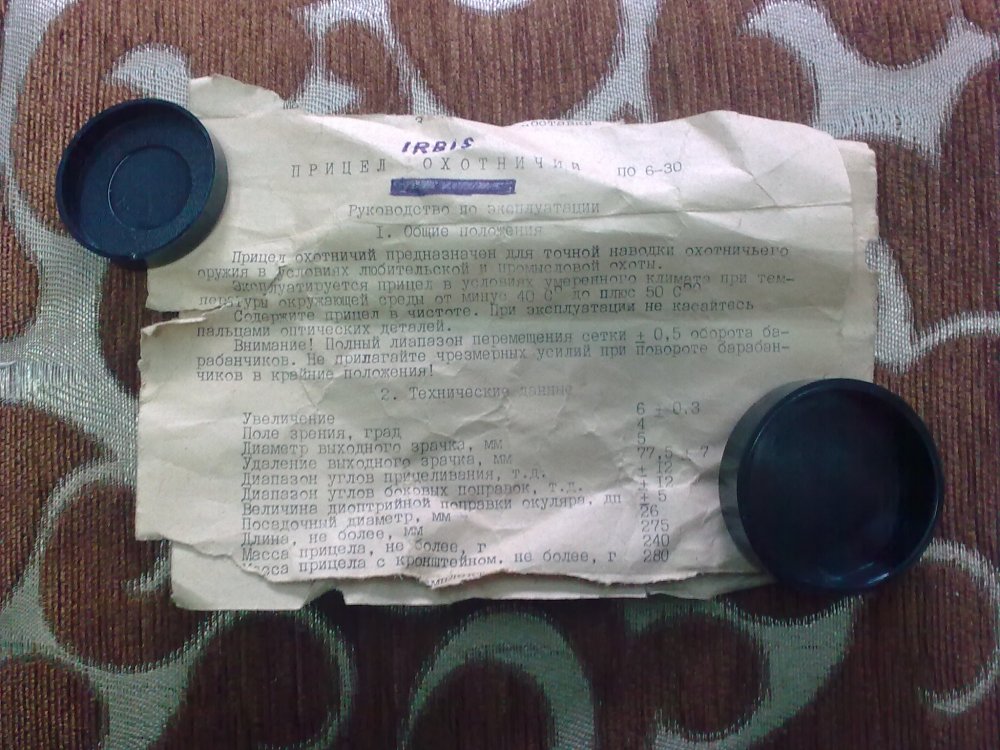 доставки
IRBIS
ПРИЦЕЛ ОХОТНИЧИЙ ПО 6-30
Руководство по эксплуатации
I. Общие положения
Прицел охотничий предназначен для точной наводки охотничьего
оружия в условиях любительской и промысловой охоты.
Эксплуатируется прицел в условиях умеренного климата при тем-
пературы окружающей среды от минус 40 С° до плюс 50 С°
Содержите прицел в чистоте. При эксплуатации не касайтесь
пальцами оптических деталей.
Внимание! Полный диапазон перемещения сетки ± 0,5 оборота ба-
рабанчиков. Не прилагайте чрезмерных усилий при повороте барабан-
чиков в крайние положения!
2. Технические данные
Увеличение 6 ± 0.3
Поле зрения, град 4
Диаметр выходного зрачка, мм 5
Удаление выходного зрачка, мм 77,5 ± 7
Диапазон углов прицеливания, т.д. ± 12
Диапазон углов боковых поправок, т.д. ± 12
Величина диоптрийной поправки окуляра, дп ± 5
Посадочный диаметр, мм 26
Длина, не более, мм 275
Масса прицела, не более, г 240
Масса прицела с кронштейном, не более, г 280